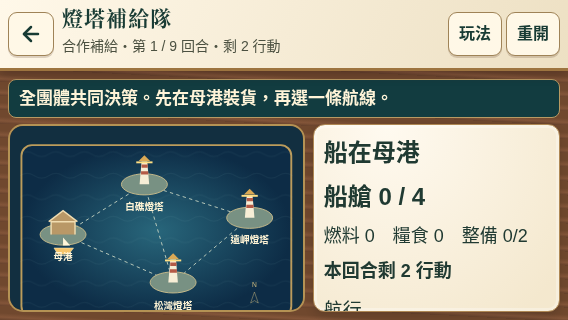 燈塔補給隊
合作補給・第 1 / 9 回合・剩 2 行動
玩法
重開
全團體共同決策。先在母港裝貨，再選一條航線。
白礁燈塔
遠岬燈塔
母港
松灣燈塔
N
船在母港
船艙 0 / 4
燃料 0 糧食 0 整備 0/2
本回合剩 2 行動
航行